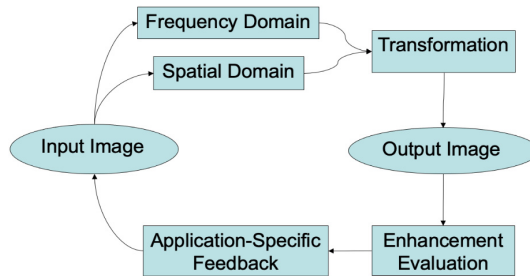 Frequency Domain
Spatial Domain
Transformation
Input Image
Output Image
Application-Specific
Feedback
Enhancement
Evaluation